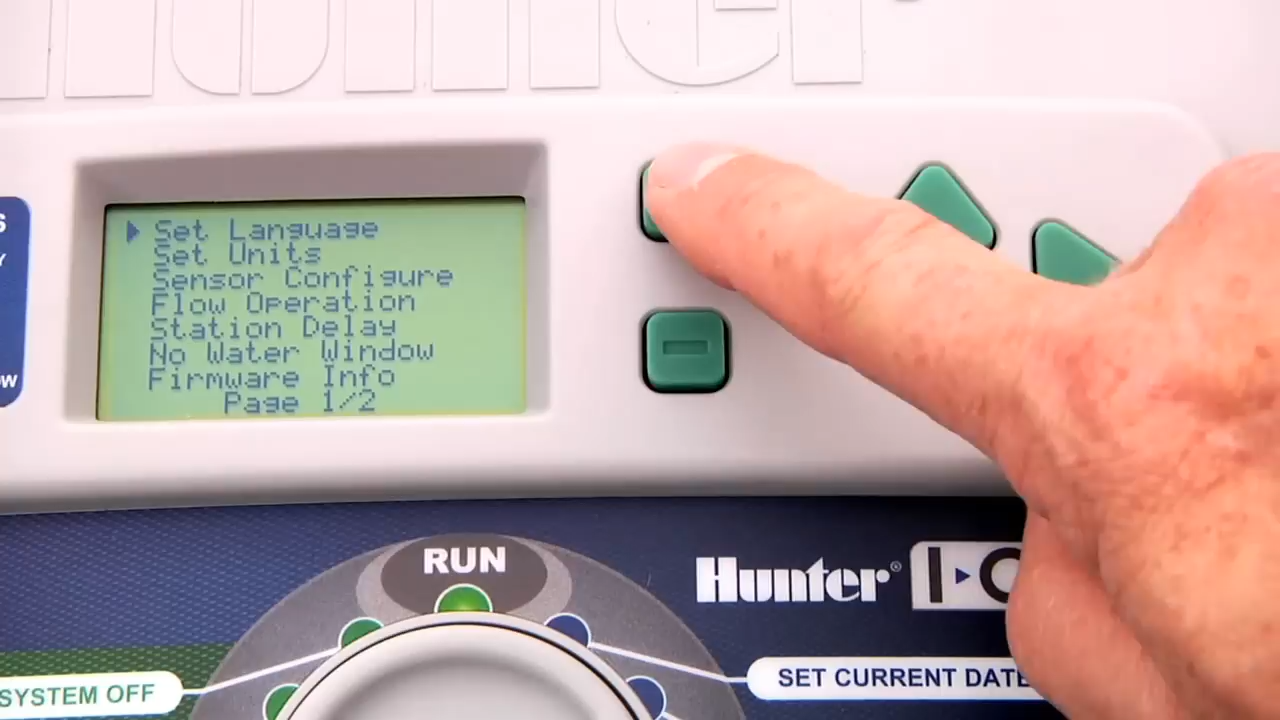 Set Language
Set Units
Sensor Configure
Flow Operation
Station Delay
No Water Window
Firmware Info
Page 1/2
RUN
Hunter®
SYSTEM OFF
SET CURRENT DATE